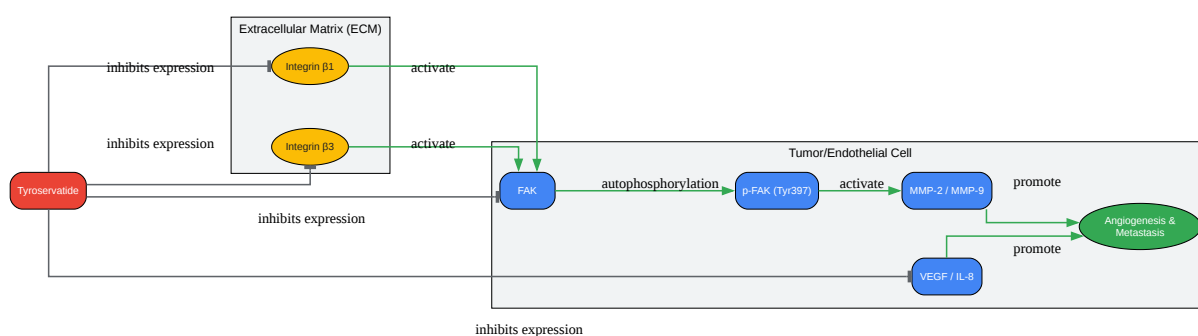 Extracellular Matrix (ECM)
Integrin β1
inhibits expression
activate
inhibits expression
Integrin β3
activate
Tumor/Endothelial Cell
Tyroservatide
FAK
autophosphorylation
p-FAK (Tyr397)
activate
MMP-2 / MMP-9
promote
inhibits expression
Angiogenesis &
Metastasis
promote
VEGF / IL-8
inhibits expression